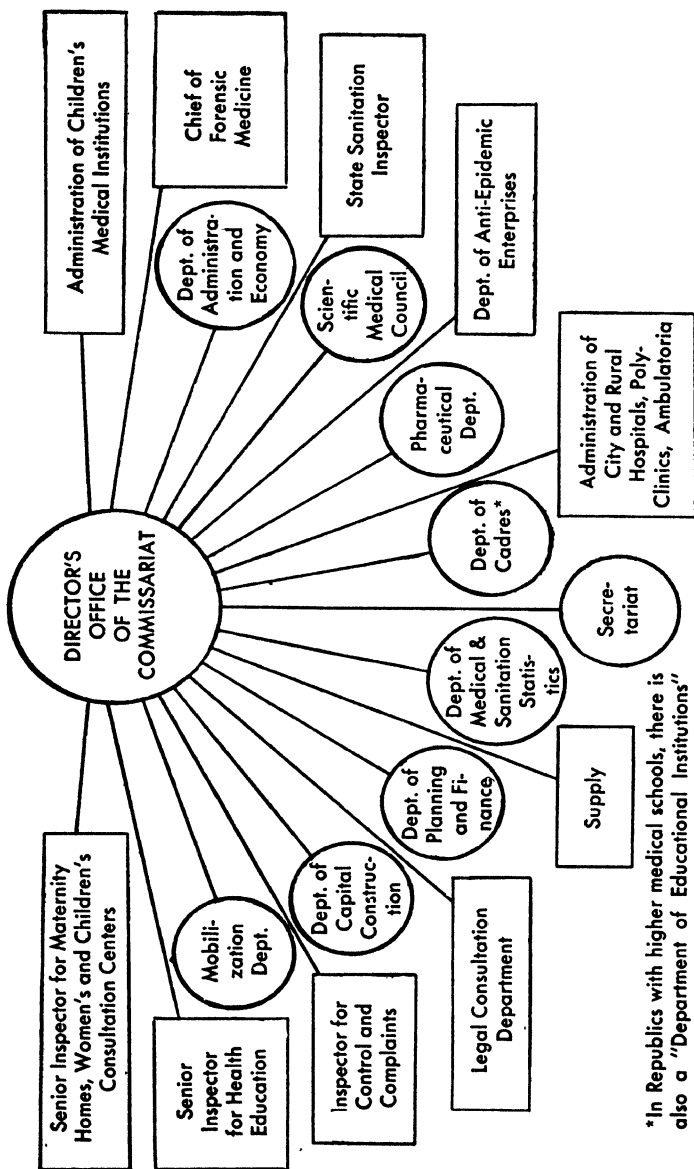 DIRECTOR'S
OFFICE
OF THE
COMMISSARIAT
Senior Inspector for Maternity
Homes, Women's and Children's
Consultation Centers
Senior
Inspector
for Health
Education
Mobili-
zation
Dept.
Inspector for
Control and
Complaints
Dept. of
Capital
Construc-
tion
Legal Consultation
Department
Dept. of
Planning
and Fi-
nance
Supply
Dept. of
Medical &
Sanitation
Statis-
tics
Secre-
tariat
Dept. of
Cadres*
Administration of
City and Rural
Hospitals, Poly-
Clinics, Ambulatoria
Pharma-
ceutical
Dept.
Dept. of Anti-Epidemic
Enterprises
Scien-
tific
Medical
Council
State Sanitation
Inspector
Dept. of
Administra-
tion and
Economy
Chief of
Forensic
Medicine
Administration of Children's
Medical Institutions
*In Republics with higher medical schools, there is
also a "Department of Educational Institutions"